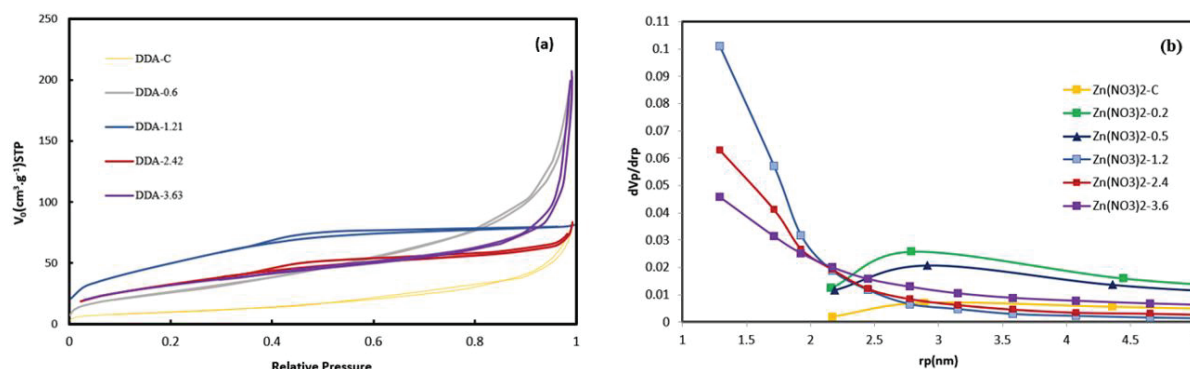 250
200
150
100
50
0
V₀(cm³·g⁻¹)STP
(a)
DDA-C
DDA-0.6
DDA-1.21
DDA-2.42
DDA-3.63
0
0.2
0.4
0.6
0.8
1
Relative Pressure
0.11
0.1
0.09
0.08
0.07
0.06
0.05
0.04
0.03
0.02
0.01
0
dVp/drp
(b)
Zn(NO3)2-C
Zn(NO3)2-0.2
Zn(NO3)2-0.5
Zn(NO3)2-1.2
Zn(NO3)2-2.4
Zn(NO3)2-3.6
1
1.5
2
2.5
3
3.5
4
4.5
rp(nm)